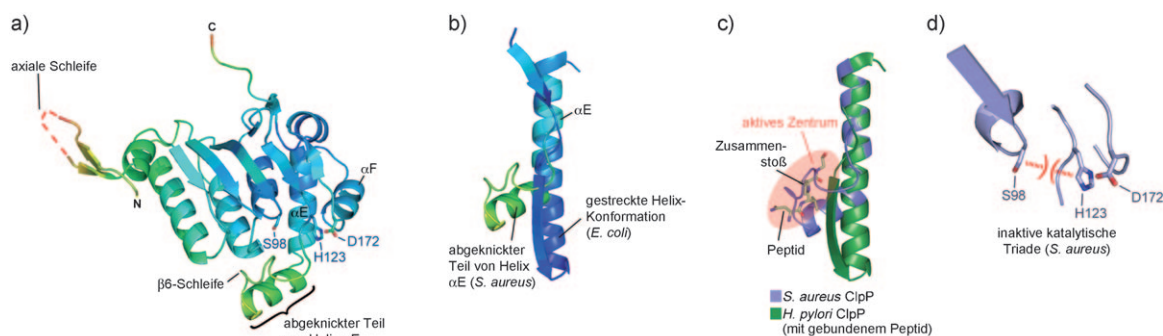 a)
C
axiale Schleife
N
αE
αF
S98
D172
H123
β6-Schleife
abgeknickter Teil
b)
αE
gestreckte Helix-
Konformation
(E. coli)
abgeknickter
Teil von Helix
αE (S. aureus)
c)
aktives Zentrum
Zusammen-
stoß
Peptid
S. aureus ClpP
H. pylori ClpP
(mit gebundenem Peptid)
d)
S98
D172
H123
inaktive katalytische
Triade (S. aureus)